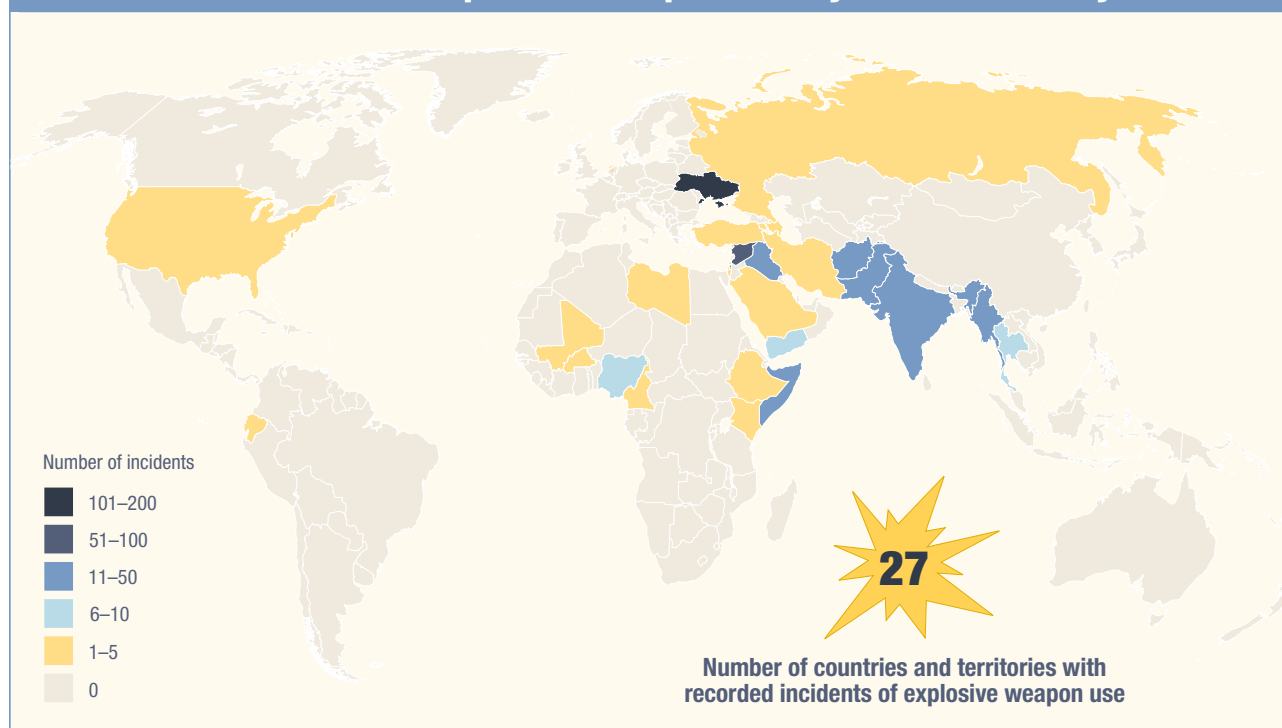 Number of incidents
101–200
51–100
11–50
6–10
1–5
0
27
Number of countries and territories with
recorded incidents of explosive weapon use